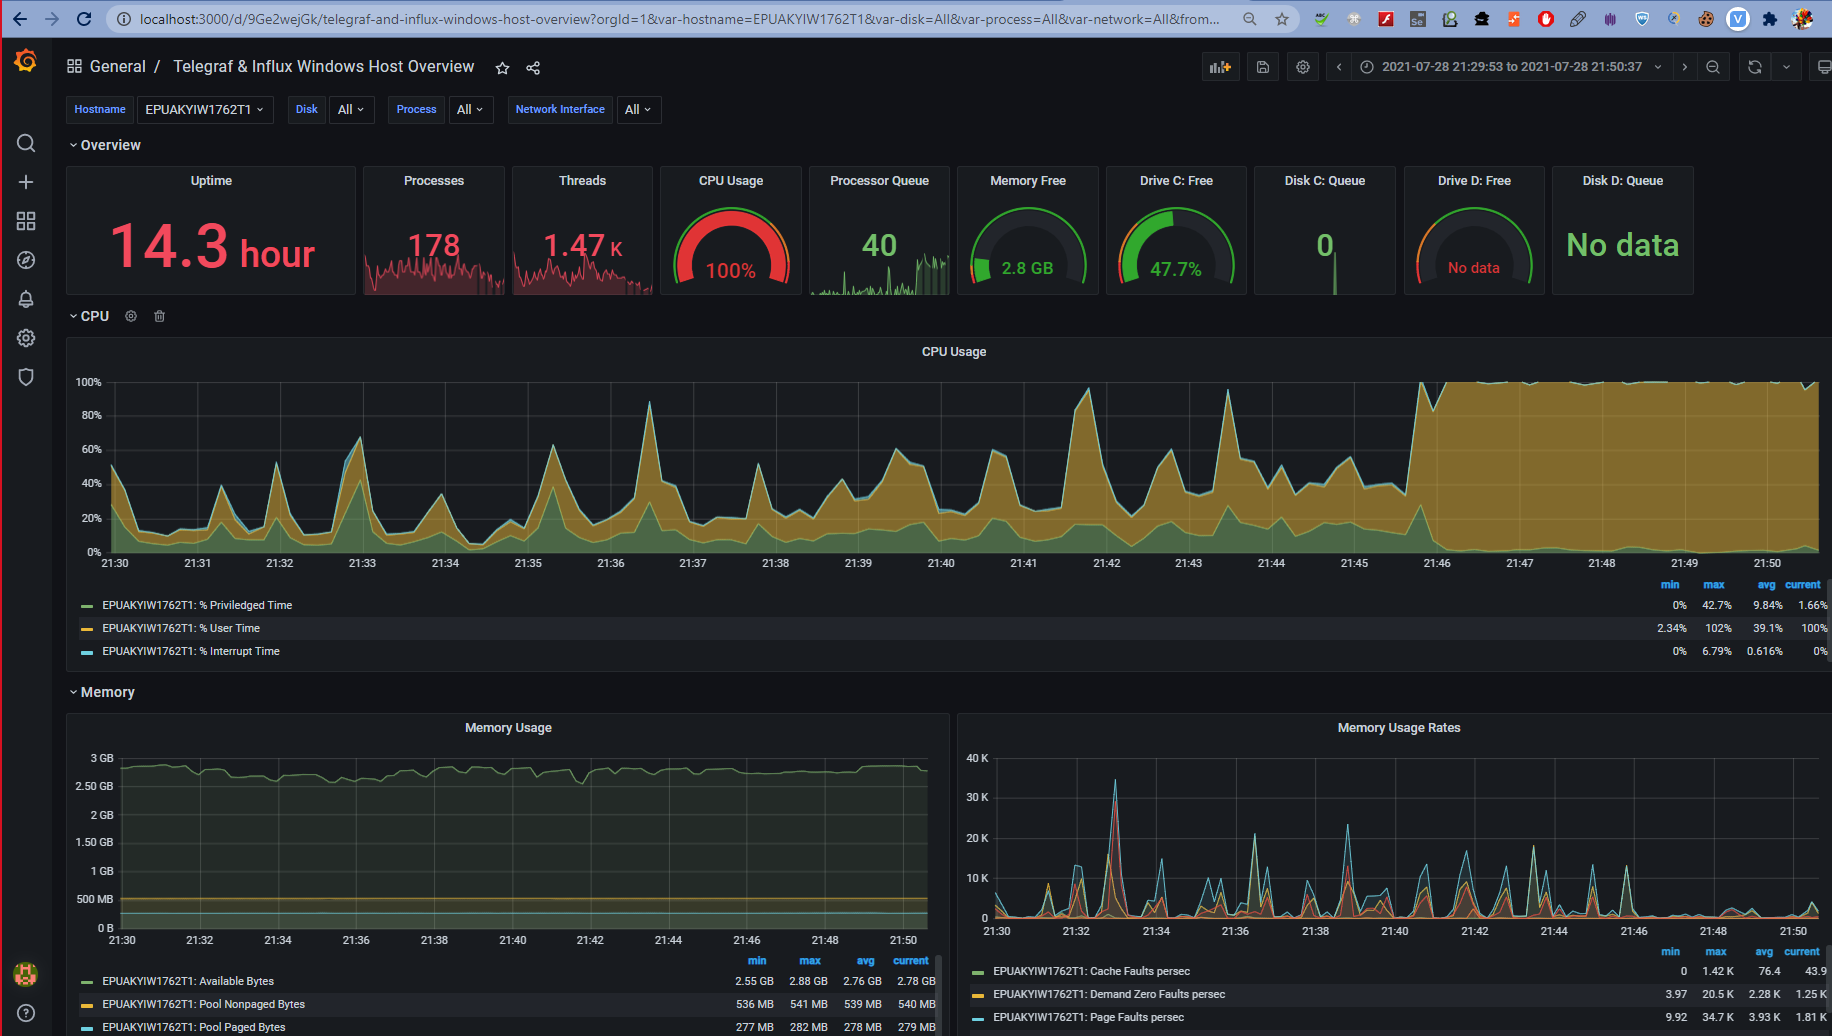 localhost:3000/d/9Ge2wejGk/telegraf-and-influx-windows-host-overview?orgId=1&var-hostname=EPUAKYIW1762T1&var-disk=All&var-process=All&var-network=All&from...
General / Telegraf & Influx Windows Host Overview
2021-07-28 21:29:53 to 2021-07-28 21:50:37
Hostname EPUAKYIW1762T1 Disk All Process All Network Interface All
Overview
Uptime Processes Threads CPU Usage Processor Queue Memory Free Drive C: Free Disk C: Queue Drive D: Free Disk D: Queue
14.3 hour 178 1.47 K 100% 40 2.8 GB 47.7% 0 No data No data
CPU
CPU Usage
100%
80%
60%
40%
20%
0%
21:30 21:31 21:32 21:33 21:34 21:35 21:36 21:37 21:38 21:39 21:40 21:41 21:42 21:43 21:44 21:45 21:46 21:47 21:48 21:49 21:50
min max avg current
EPUAKYIW1762T1: % Priviledged Time 0% 42.7% 9.84% 1.66%
EPUAKYIW1762T1: % User Time 2.34% 102% 39.1% 100%
EPUAKYIW1762T1: % Interrupt Time 0% 6.79% 0.616% 0%
Memory
Memory Usage
3 GB
2.50 GB
2 GB
1.50 GB
1 GB
500 MB
0 B
21:30 21:32 21:34 21:36 21:38 21:40 21:42 21:44 21:46 21:48 21:50
min max avg current
EPUAKYIW1762T1: Available Bytes 2.55 GB 2.88 GB 2.76 GB 2.78 GB
EPUAKYIW1762T1: Pool Nonpaged Bytes 536 MB 541 MB 539 MB 540 MB
EPUAKYIW1762T1: Pool Paged Bytes 277 MB 282 MB 278 MB 279 MB
Memory Usage Rates
40 K
30 K
20 K
10 K
0
21:30 21:32 21:34 21:36 21:38 21:40 21:42 21:44 21:46 21:48 21:50
min max avg current
EPUAKYIW1762T1: Cache Faults persec 0 1.42 K 76.4 43.9
EPUAKYIW1762T1: Demand Zero Faults persec 3.97 20.5 K 2.28 K 1.25 K
EPUAKYIW1762T1: Page Faults persec 9.92 34.7 K 3.93 K 1.81 K